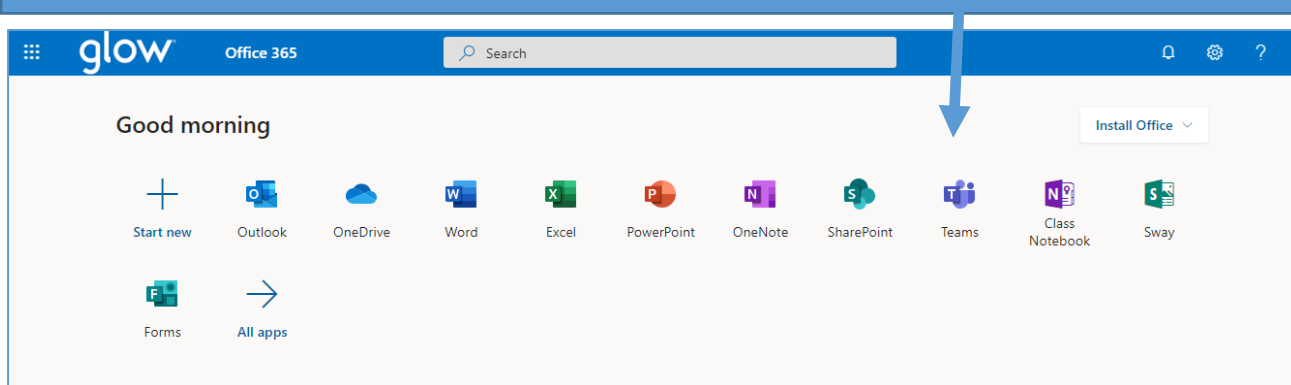 glow Office 365 Search ?
Good morning Install Office
Start new Outlook OneDrive Word Excel PowerPoint OneNote SharePoint Teams Class Notebook Sway
Forms All apps